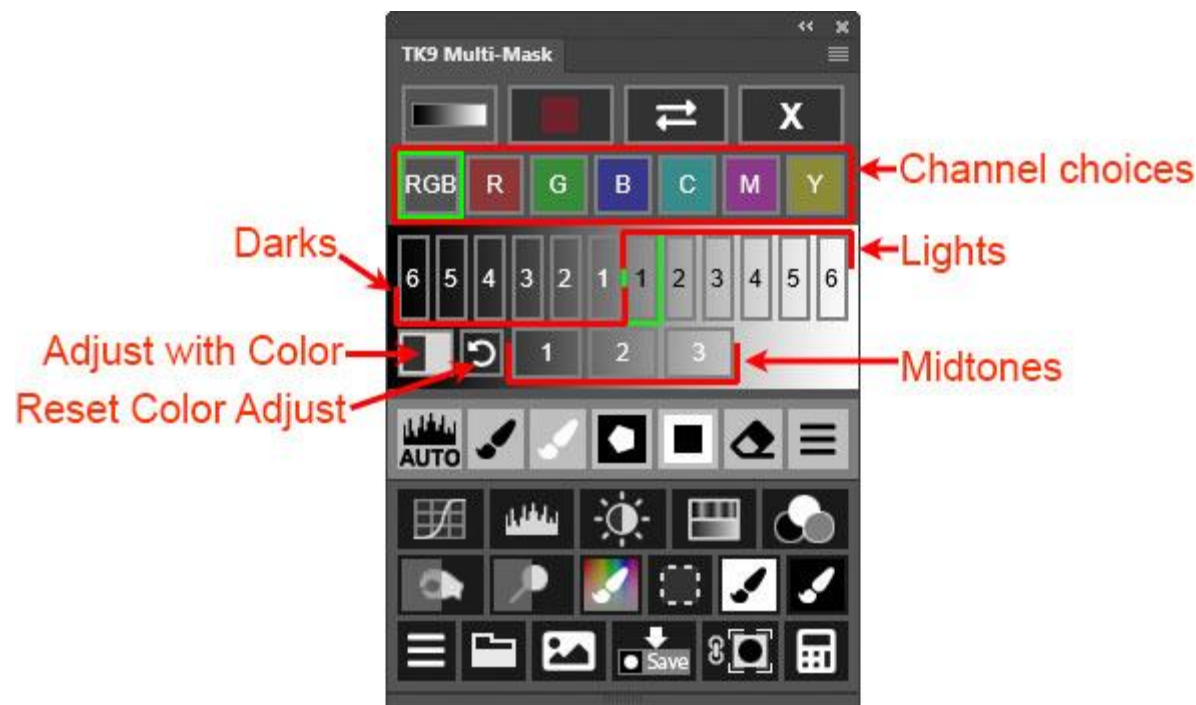 TK9 Multi-Mask
X
RGB R G B C M Y
Channel choices
Darks
Lights
6 5 4 3 2 1 1 2 3 4 5 6
Adjust with Color
1 2 3
Midtones
Reset Color Adjust
AUTO
Save